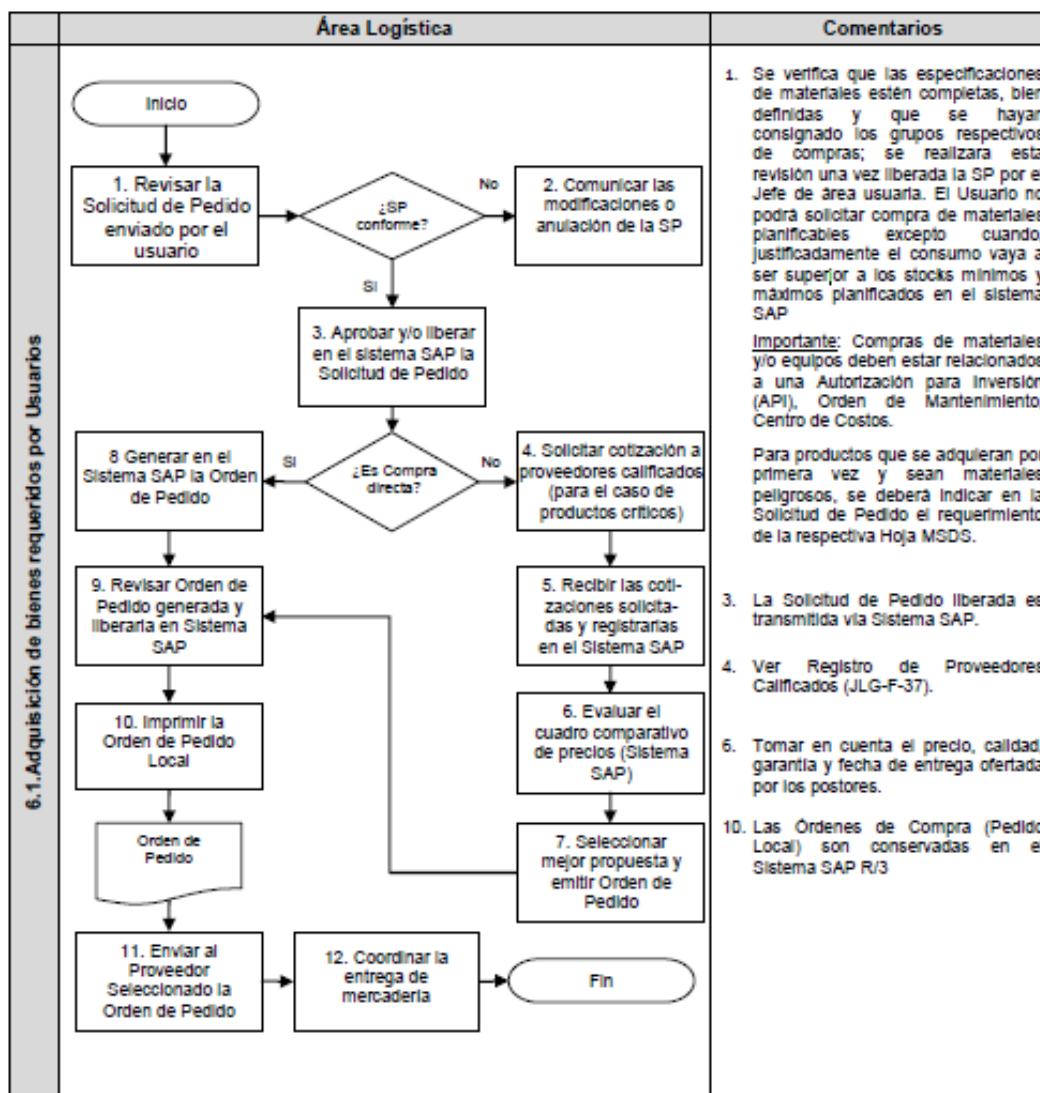 Área Logística
Comentarios
6.1.Adquisición de bienes requeridos por Usuarios
Inicio
1. Revisar la
Solicitud de Pedido
enviado por el
usuario
¿SP
conforme?
No
2. Comunicar las
modificaciones o
anulación de la SP
SI
3. Aprobar y/o liberar
en el sistema SAP la
Solicitud de Pedido
¿Es Compra
directa?
SI
No
8 Generar en el
Sistema SAP la Orden
de Pedido
4. Solicitar cotización a
proveedores calificados
(para el caso de
productos críticos)
9. Revisar Orden de
Pedido generada y
liberarla en Sistema
SAP
5. Recibir las coti-
zaciones solicita-
das y registrarlas
en el Sistema SAP
10. Imprimir la
Orden de Pedido
Local
6. Evaluar el
cuadro comparativo
de precios (Sistema
SAP)
Orden de
Pedido
7. Seleccionar
mejor propuesta y
emitir Orden de
Pedido
11. Enviar al
Proveedor
Seleccionado la
Orden de Pedido
12. Coordinar la
entrega de
mercadería
Fin
1. Se verifica que las especificaciones
de materiales estén completas, bien
definidas y que se hayan
consignado los grupos respectivos
de compras; se realizara esta
revisión una vez liberada la SP por el
Jefe de área usuaria. El Usuario no
podrá solicitar compra de materiales
planificables excepto cuando,
justificadamente el consumo vaya a
ser superior a los stocks mínimos y
máximos planificados en el sistema
SAP
Importante: Compras de materiales
y/o equipos deben estar relacionados
a una Autorización para Inversión
(API), Orden de Mantenimiento,
Centro de Costos.
Para productos que se adquieran por
primera vez y sean materiales
peligrosos, se deberá indicar en la
Solicitud de Pedido el requerimiento
de la respectiva Hoja MSDS.
3. La Solicitud de Pedido liberada es
transmitida vía Sistema SAP.
4. Ver Registro de Proveedores
Calificados (JLG-F-37).
6. Tomar en cuenta el precio, calidad,
garantía y fecha de entrega ofertada
por los postores.
10. Las Órdenes de Compra (Pedido
Local) son conservadas en el
Sistema SAP R/3